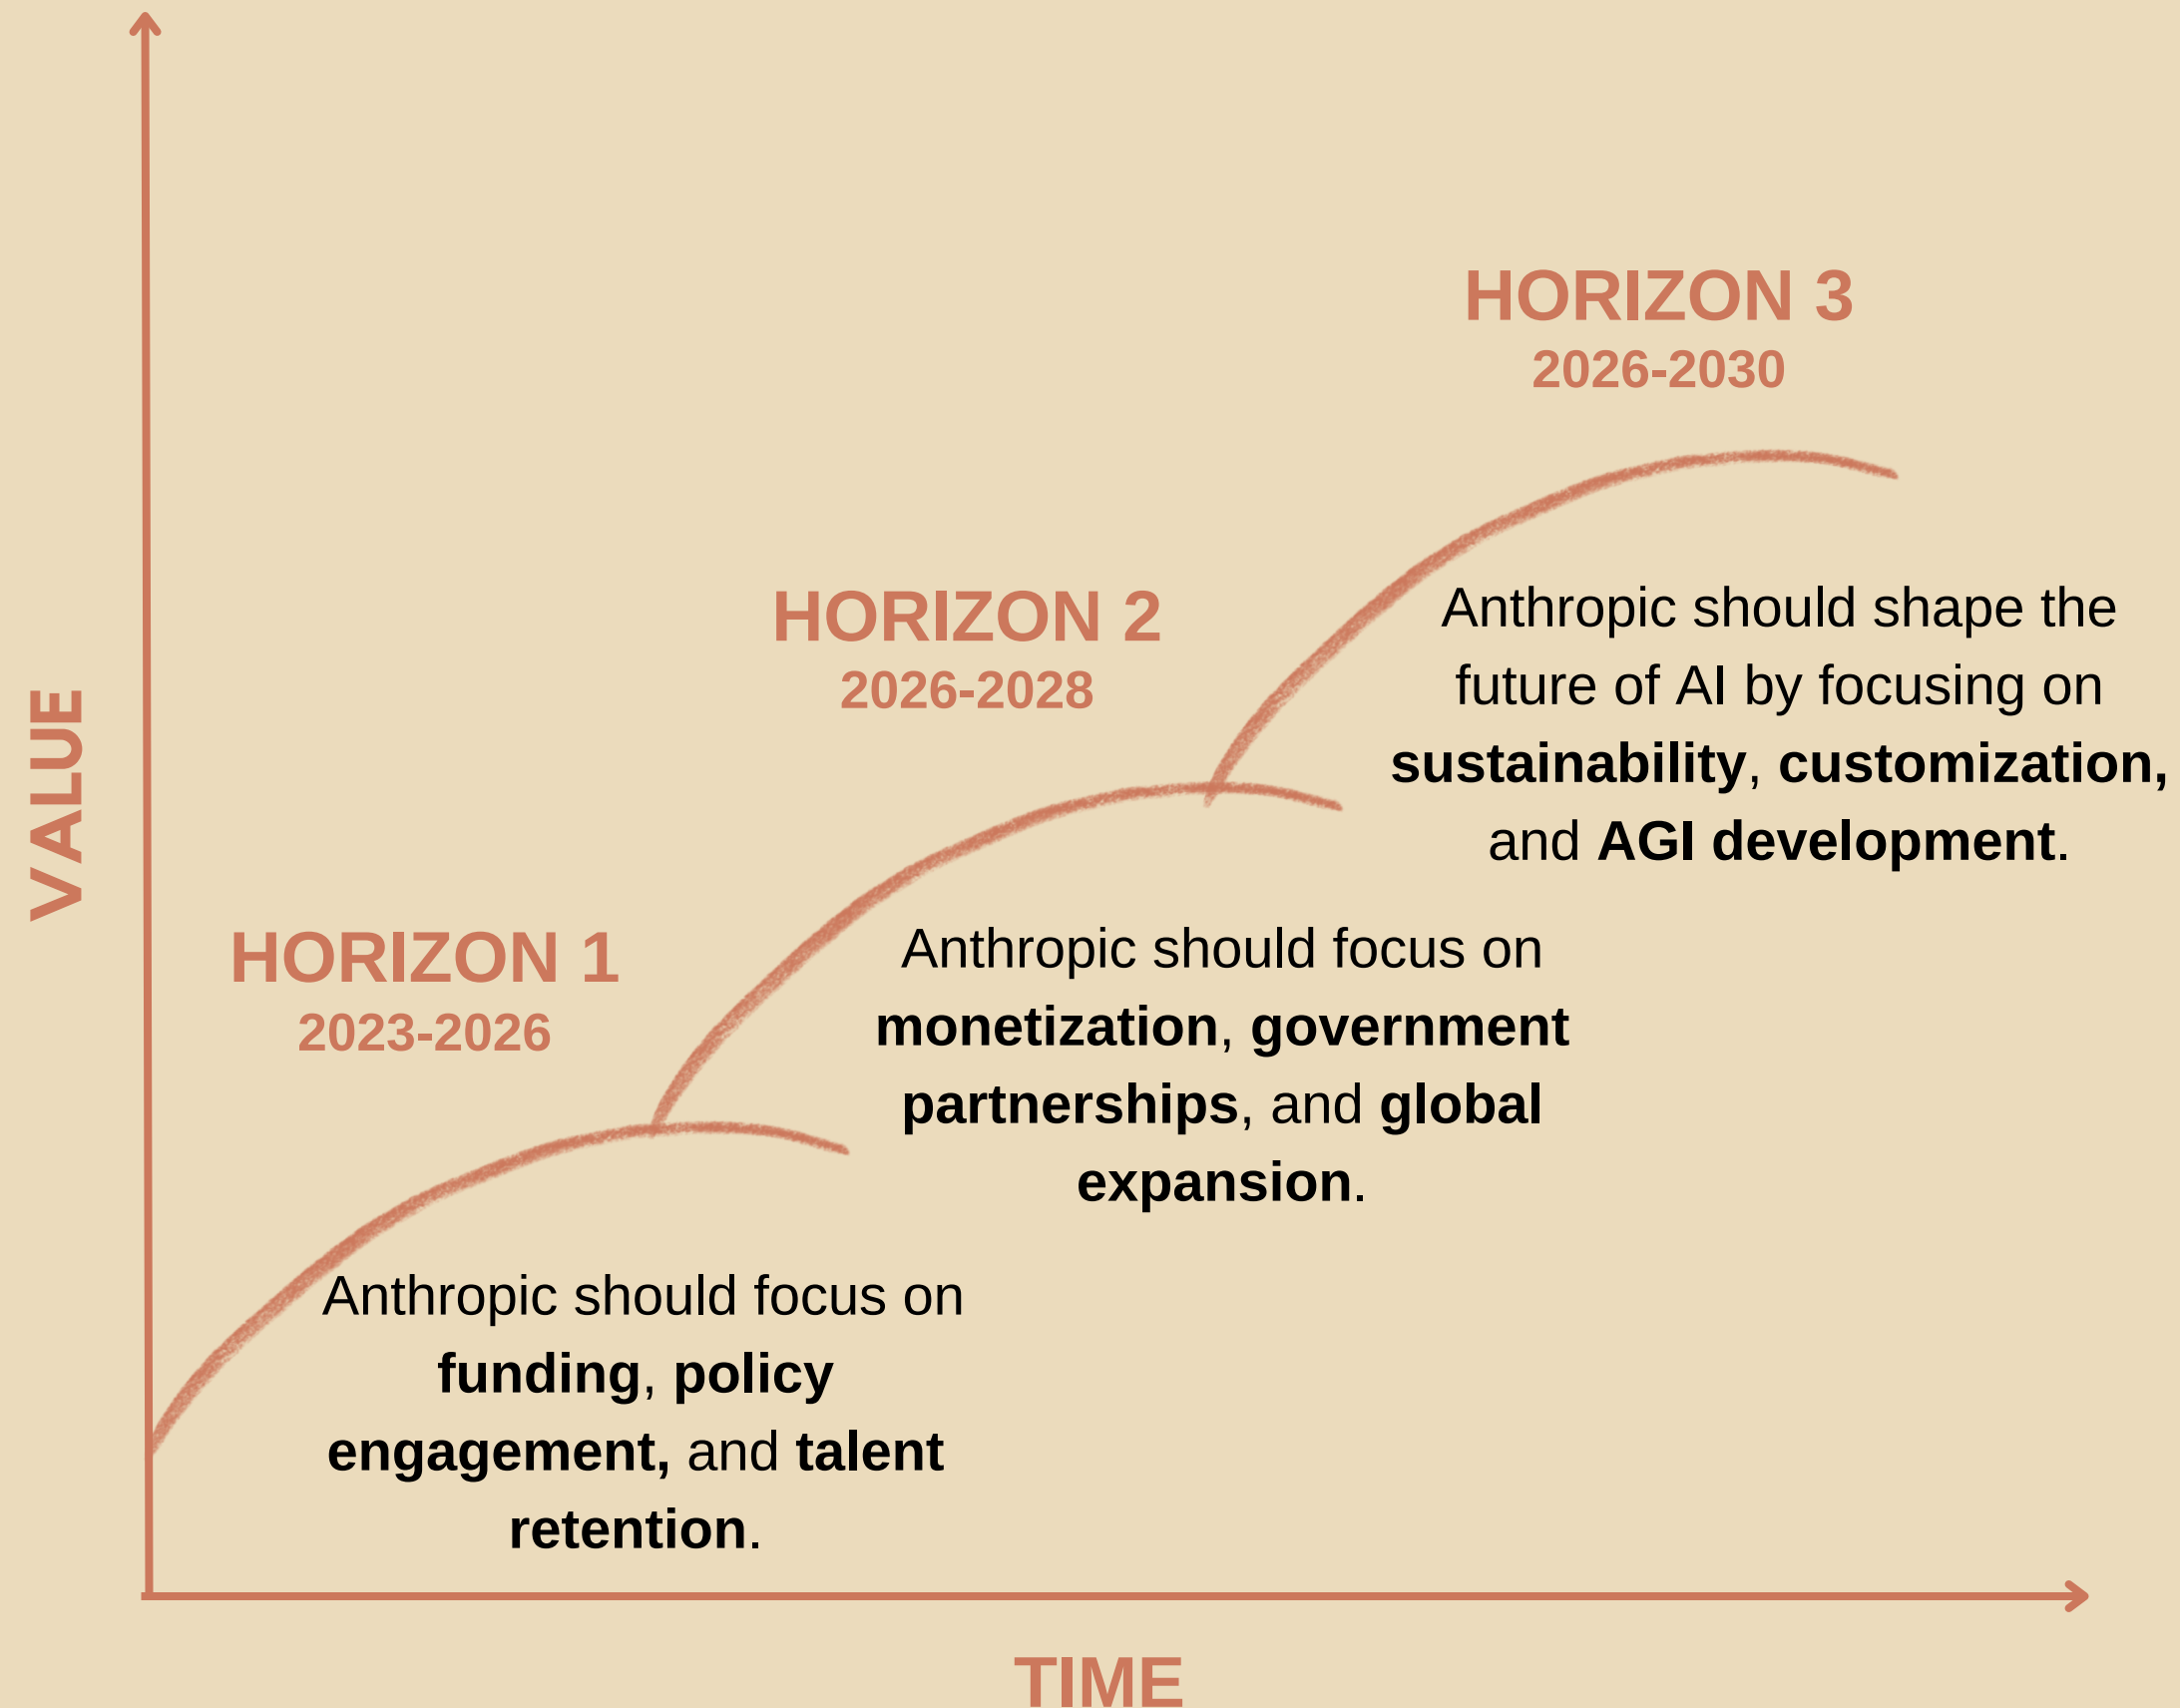 HORIZON 3
2026-2030
Anthropic should shape the
future of AI by focusing on
sustainability, customization,
and AGI development.
HORIZON 2
2026-2028
Anthropic should focus on
monetization, government
partnerships, and global
expansion.
VALUE
HORIZON 1
2023-2026
Anthropic should focus on
funding, policy
engagement, and talent
retention.
TIME